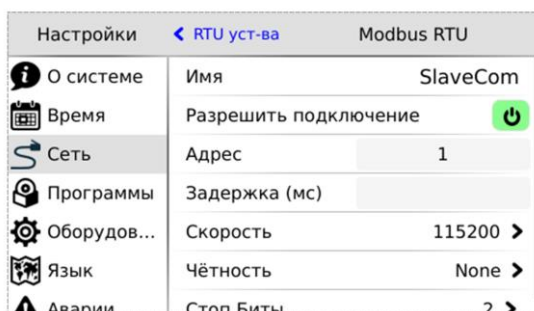 Настройки
RTU уст-ва
Modbus RTU
О системе
Время
Сеть
Программы
Оборудов...
Язык
Аварии
Имя SlaveCom
Разрешить подключение
Адрес 1
Задержка (мс)
Скорость 115200
Чётность None
Стоп Биты 2